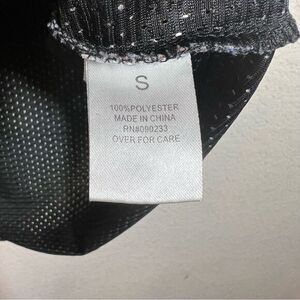 S
100%POLYESTER
MADE IN CHINA
RN#090233
OVER FOR CARE